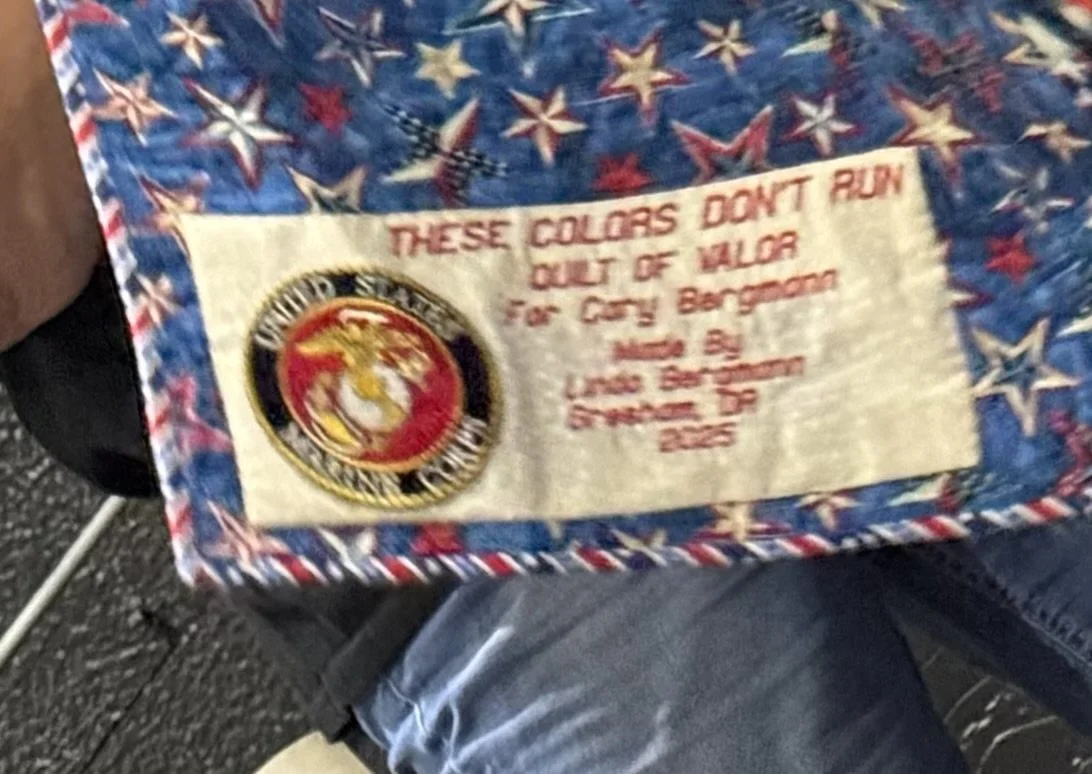 THESE COLORS DON'T RUN
QUILT OF VALOR
For Cary Bergmann
Made By
Linda Bergmann
Gresham, OR
2025
UNITED STATES
MARINE CORPS